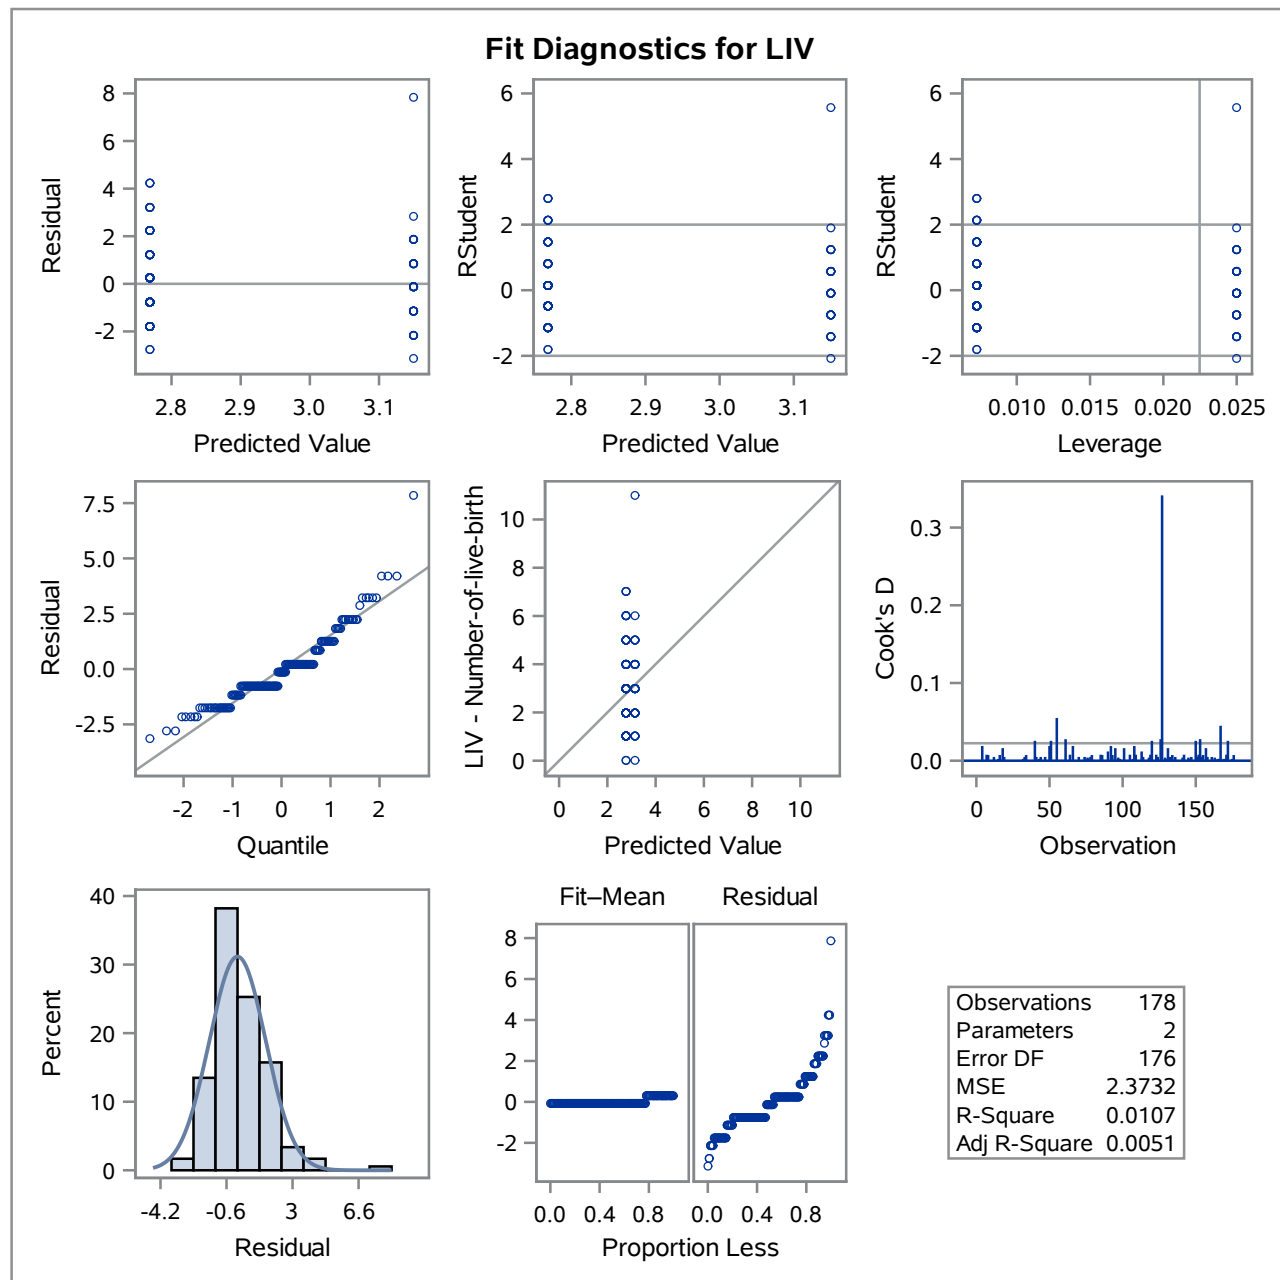 Fit Diagnostics for LIV
8
6
4
2
0
-2
Residual
2.8 2.9 3.0 3.1
Predicted Value
6
4
2
0
-2
RStudent
2.8 2.9 3.0 3.1
Predicted Value
6
4
2
0
-2
RStudent
0.010 0.015 0.020 0.025
Leverage
7.5
5.0
2.5
0.0
-2.5
Residual
-2 -1 0 1 2
Quantile
10
8
6
4
2
0
LIV - Number-of-live-birth
0 2 4 6 8 10
Predicted Value
0.3
0.2
0.1
0.0
Cook's D
0 50 100 150
Observation
40
30
20
10
0
Percent
-4.2 -0.6 3 6.6
Residual
Fit–Mean Residual
8
6
4
2
0
-2
0.0 0.4 0.8 0.0 0.4 0.8
Proportion Less
Observations 178
Parameters 2
Error DF 176
MSE 2.3732
R-Square 0.0107
Adj R-Square 0.0051